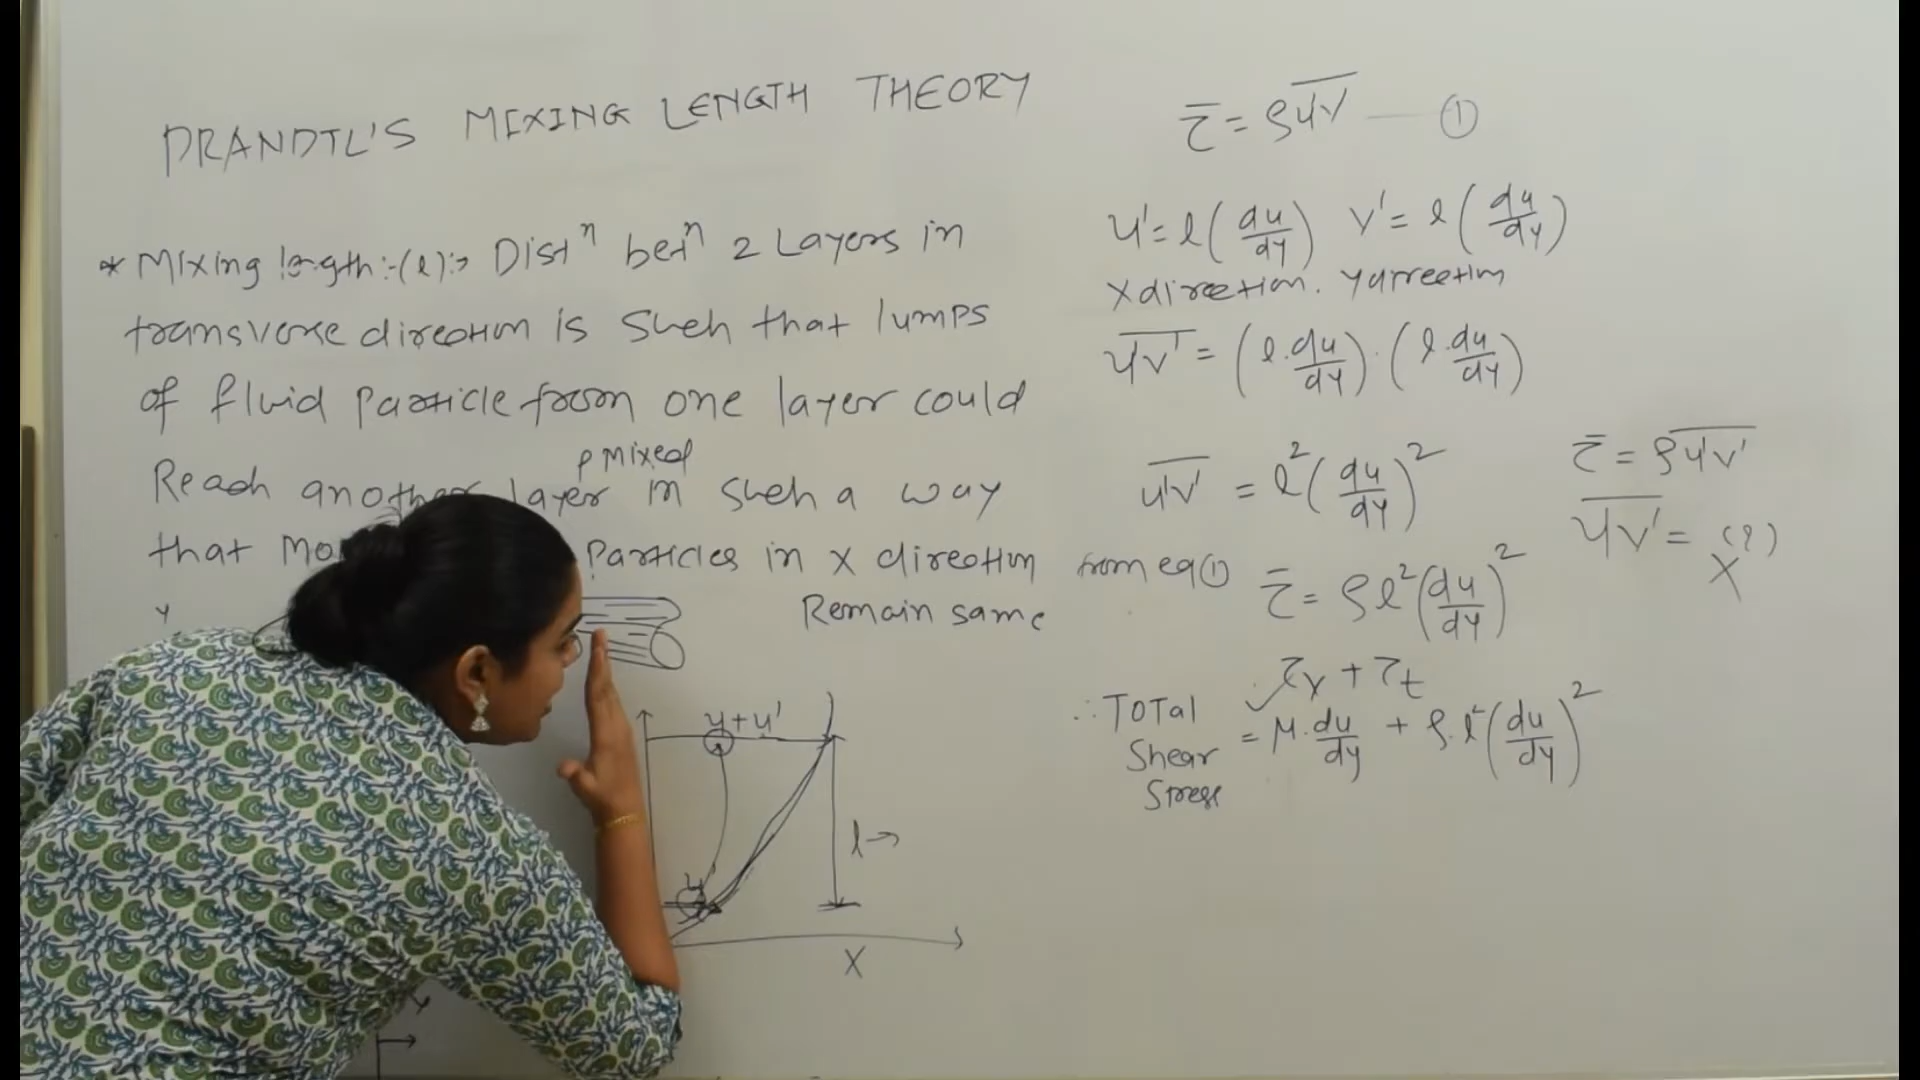 PRANDTL'S MIXING LENGTH THEORY
* Mixing length:-(l):-> Distⁿ betⁿ 2 Layers in
transverse direction is such that lumps
of fluid Particle from one layer could
& Mixed
Reach another layer in such a way
that Particles in X direction
Remain same
y
u+u'
u
l→
X
τ̄ = ρu'v' — ①
u' = l(du/dy) v' = l(du/dy)
X direction. Y direction
u'v' = (l.du/dy).(l.du/dy)
u'v' = l²(du/dy)²
from eq① τ̄ = ρl²(du/dy)²
τ̄ = ρu'v'
u'v' = (?)
X
τv + τt
∴ TOTAL Shear Stress = μ.du/dy + ρ.l²(du/dy)²